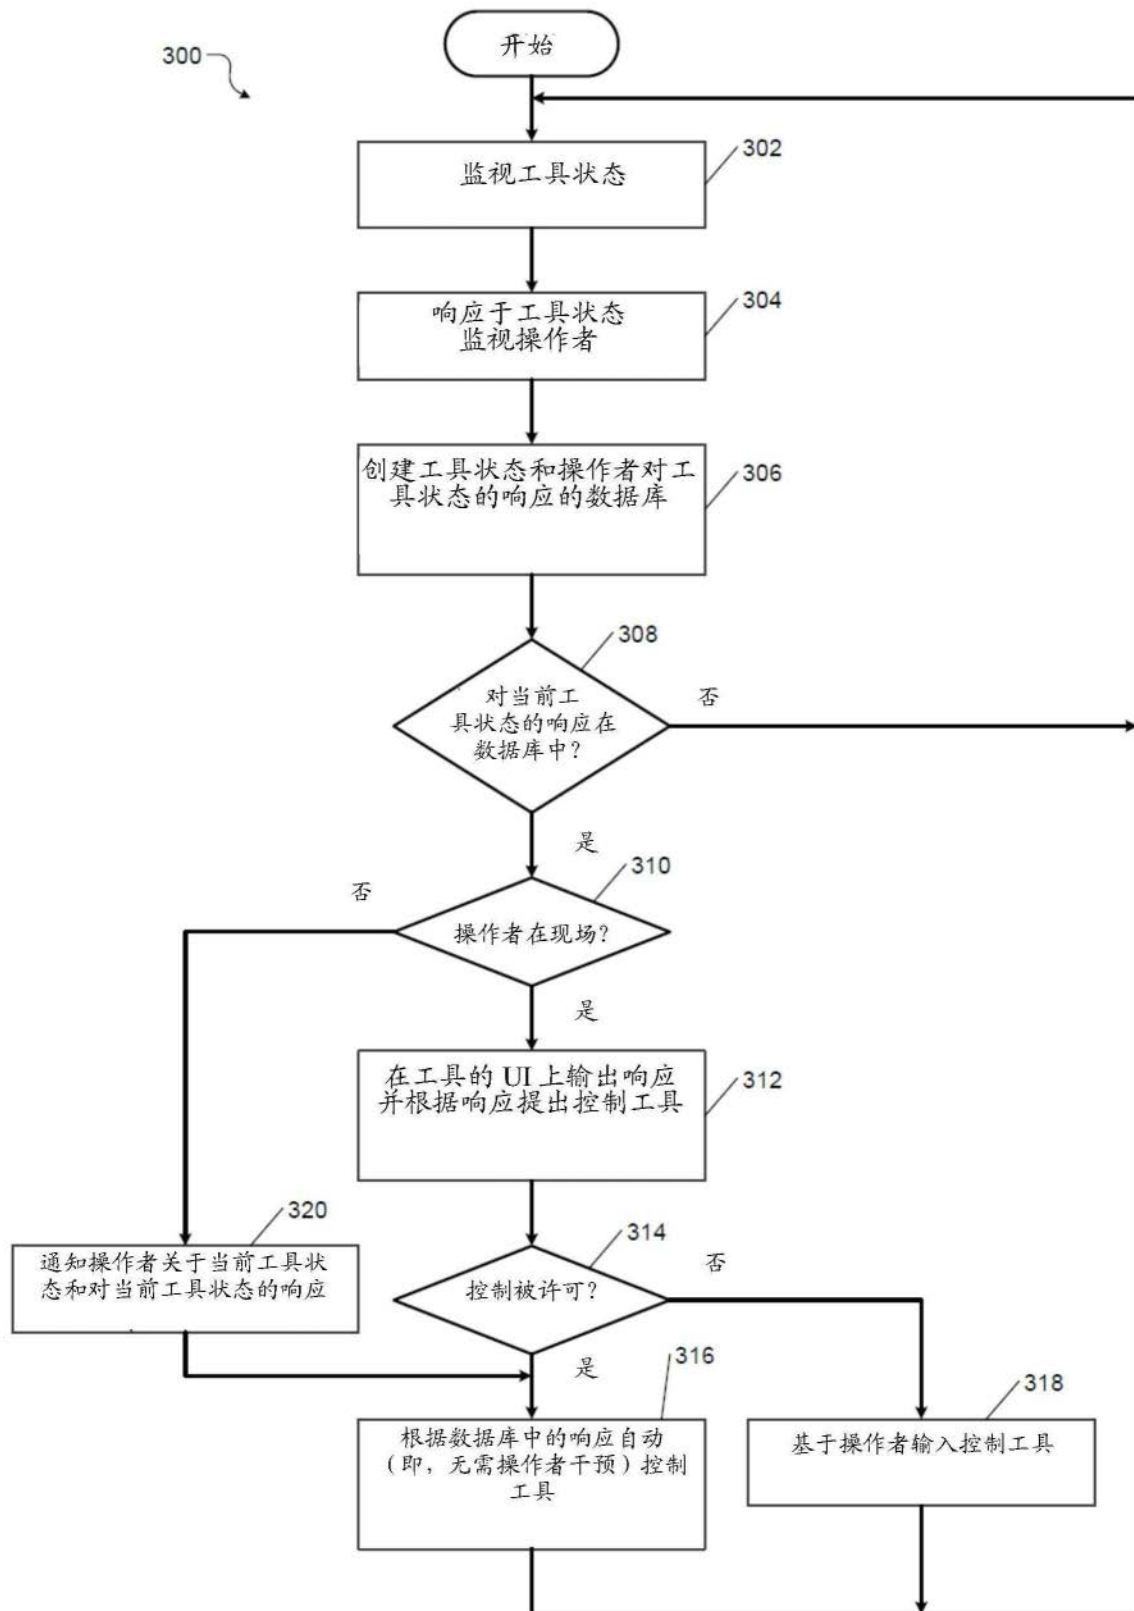 开始
300
监视工具状态
302
响应于工具状态
监视操作者
304
创建工具状态和操作者对工
具状态的响应的数据库
306
308
对当前工
具状态的响应在
数据库中?
否
是
310
否
操作者在现场?
是
在工具的 UI 上输出响应
并根据响应提出控制工具
312
320
通知操作者关于当前工具状
态和对当前工具状态的响应
314
控制被许可?
否
是
316
根据数据库中的响应自动
(即,无需操作者干预)控制
工具
318
基于操作者输入控制工具